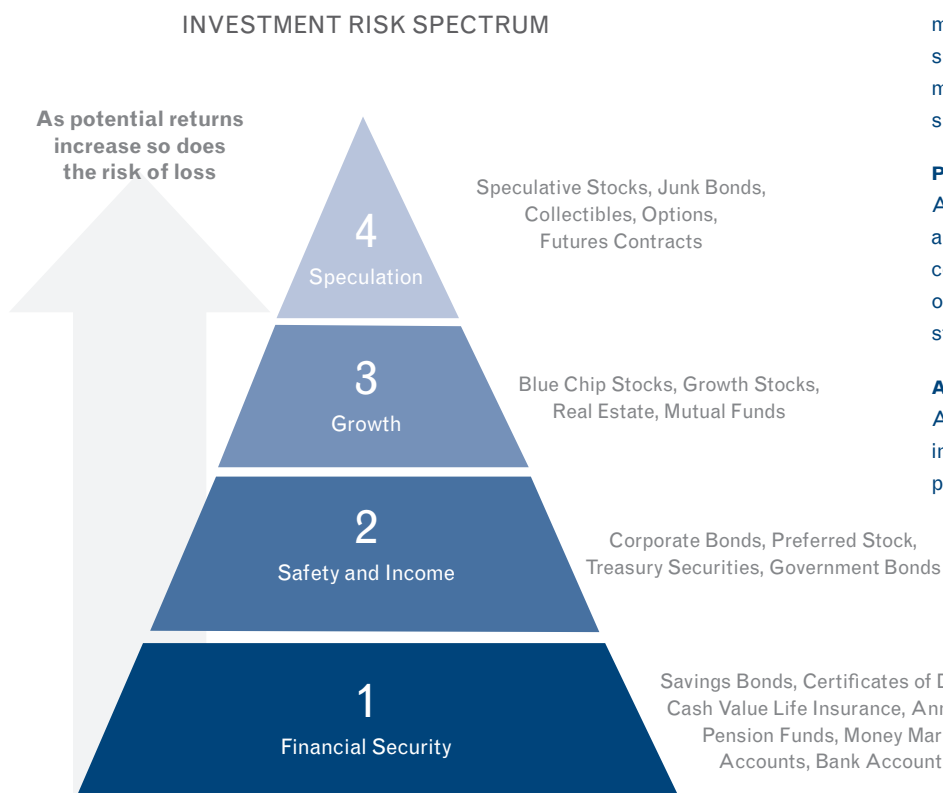 INVESTMENT RISK SPECTRUM
As potential returns
increase so does
the risk of loss
4
Speculation
Speculative Stocks, Junk Bonds,
Collectibles, Options,
Futures Contracts
3
Growth
Blue Chip Stocks, Growth Stocks,
Real Estate, Mutual Funds
2
Safety and Income
Corporate Bonds, Preferred Stock,
Treasury Securities, Government Bonds
1
Financial Security
Savings Bonds, Certificates of
Cash Value Life Insurance,
Pension Funds, Money
Accounts, Bank